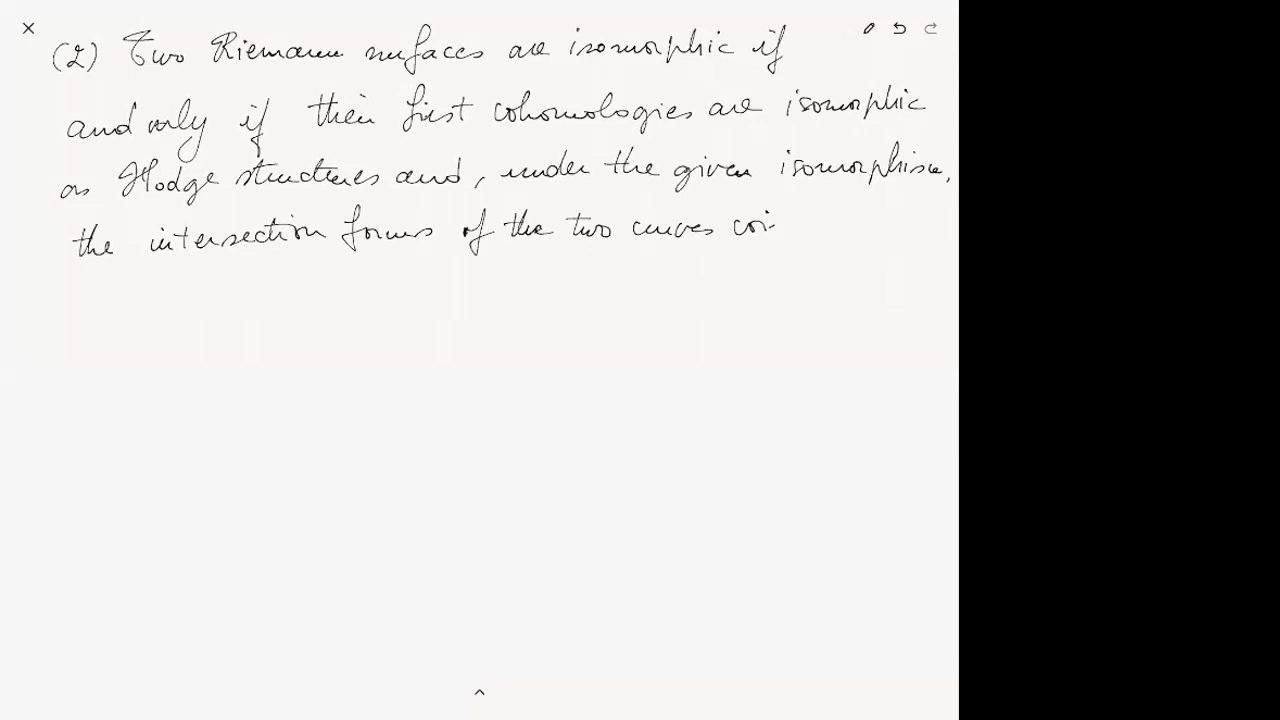 (2) Two Riemann surfaces are isomorphic if
and only if their first cohomologies are isomorphic
as Hodge structures and, under the given isomorphism,
the intersection forms of the two curves coi